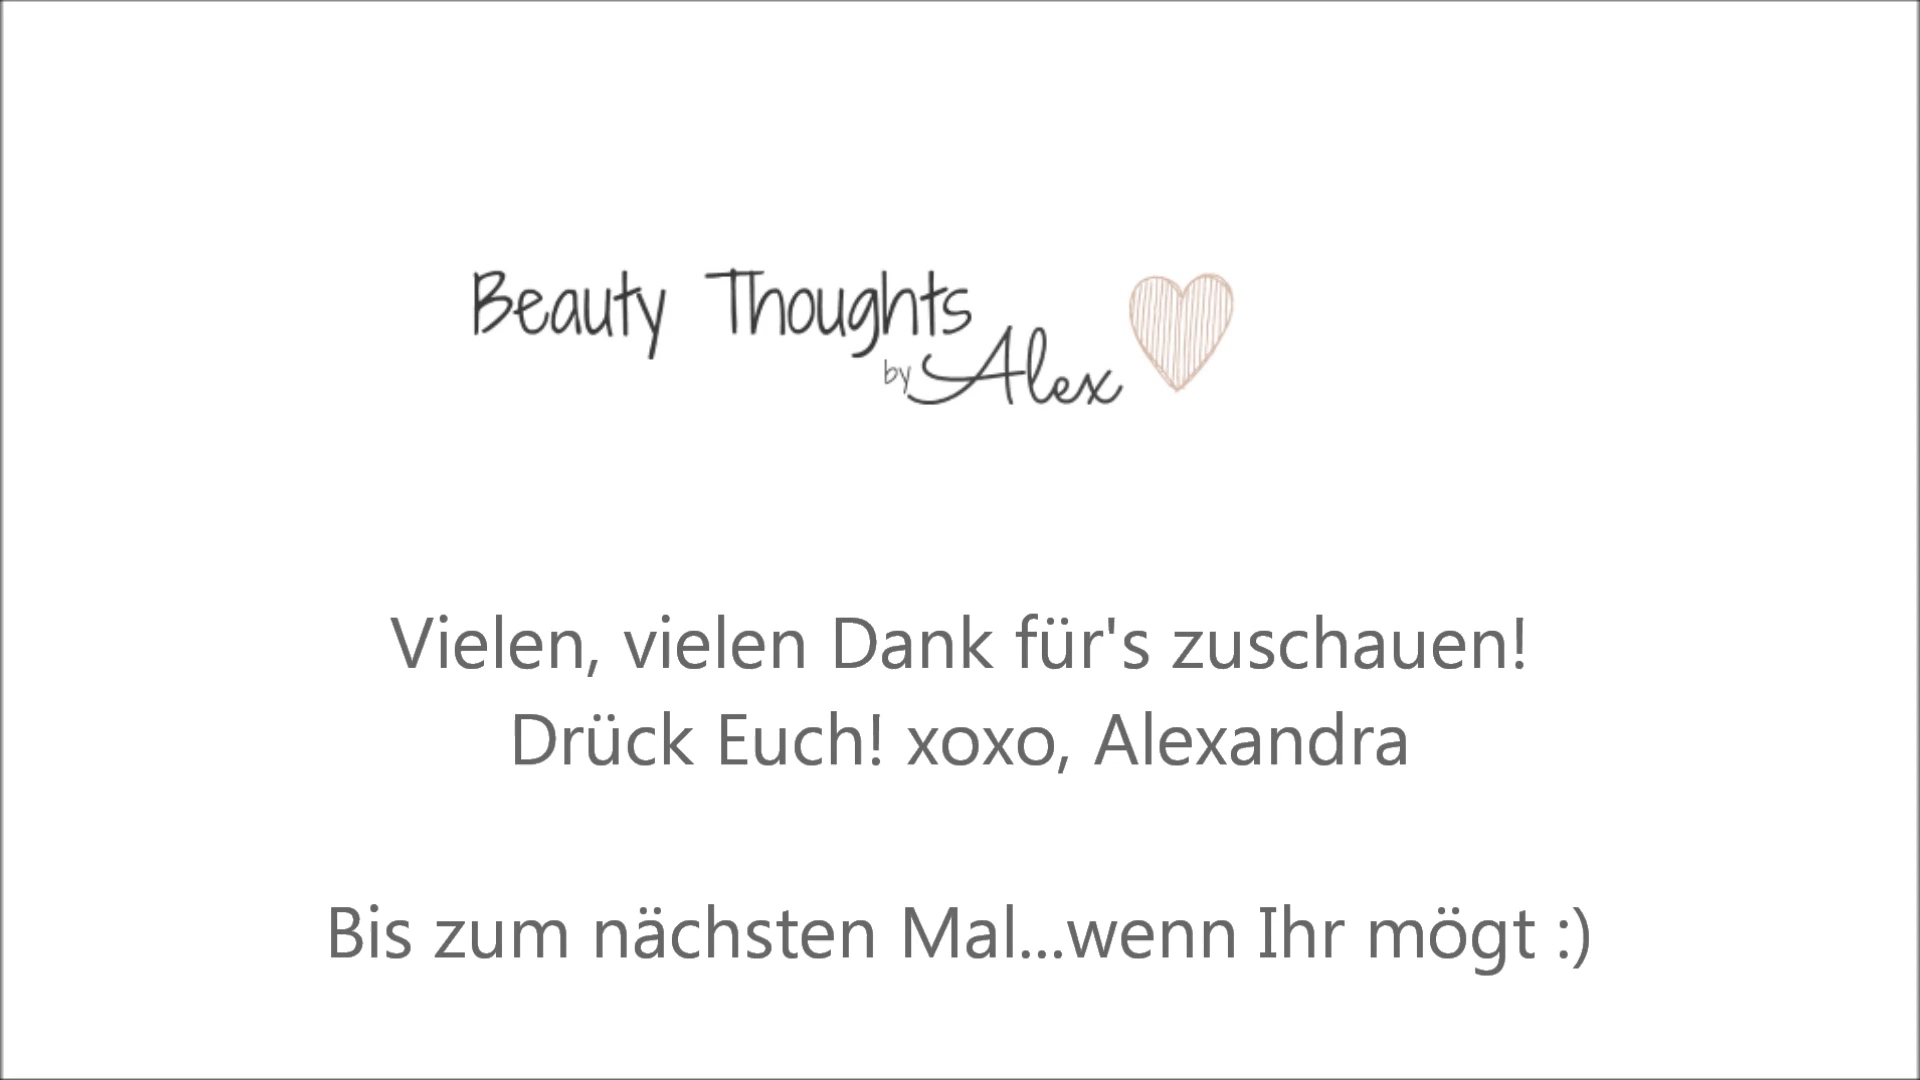 Beauty Thoughts
by Alex
Vielen, vielen Dank für's zuschauen!
Drück Euch! xoxo, Alexandra
Bis zum nächsten Mal...wenn Ihr mögt :)